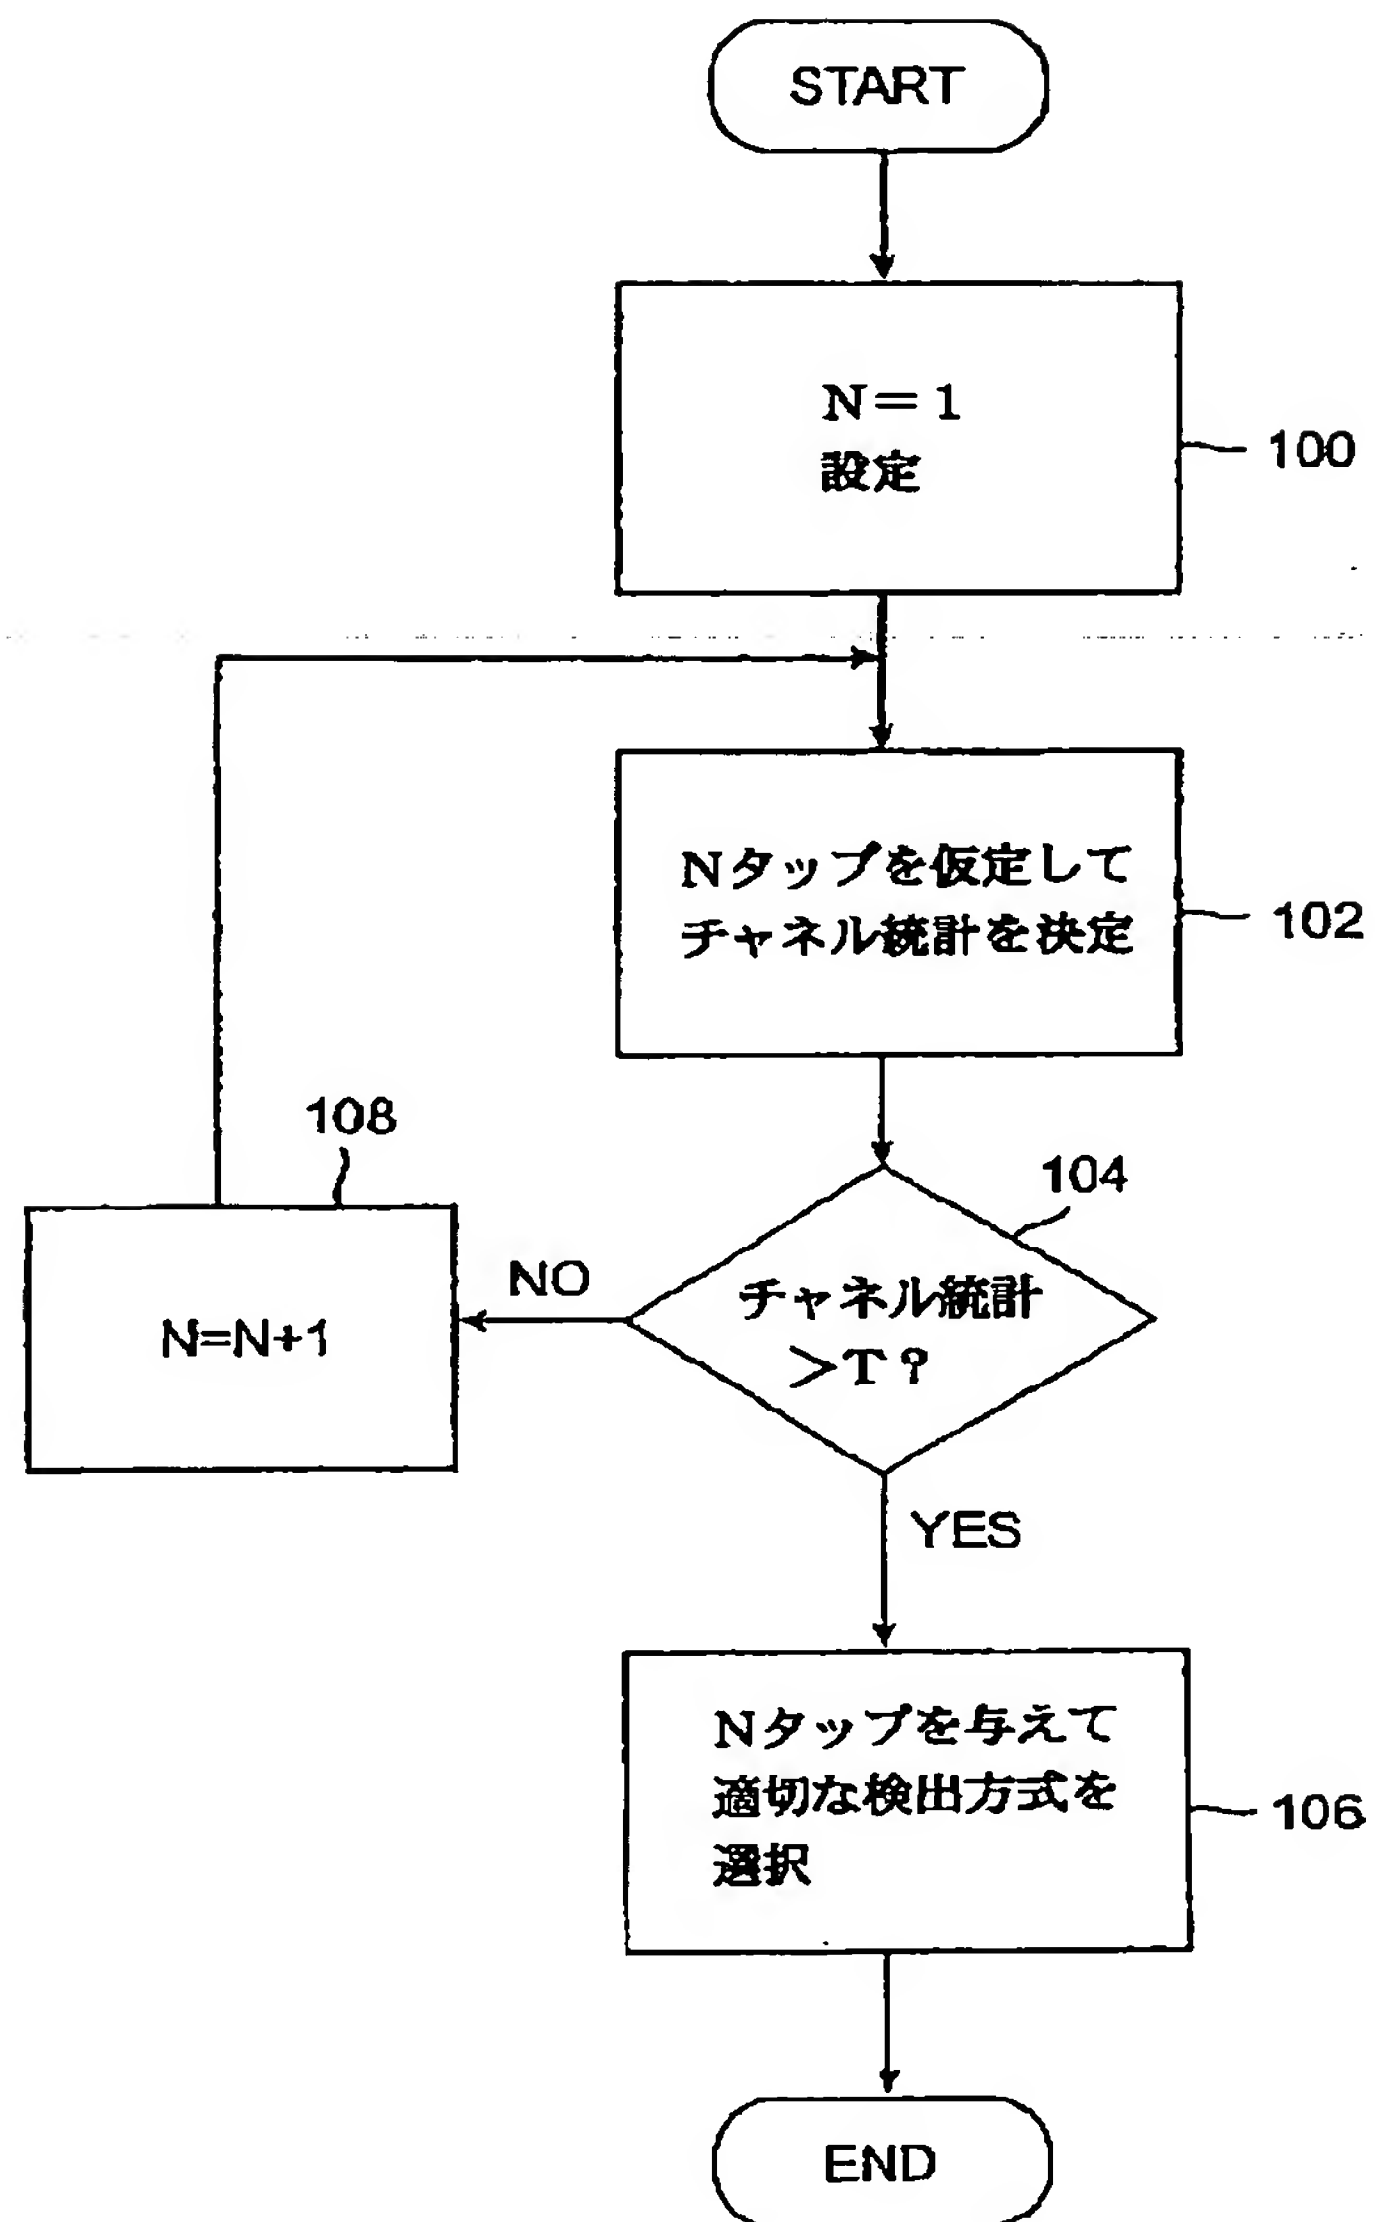 START
N=1
設定
100
Nタップを仮定して
チャネル統計を決定
102
108
104
NO
N=N+1
チャネル統計
>T?
YES
Nタップを与えて
適切な検出方式を
選択
106
END